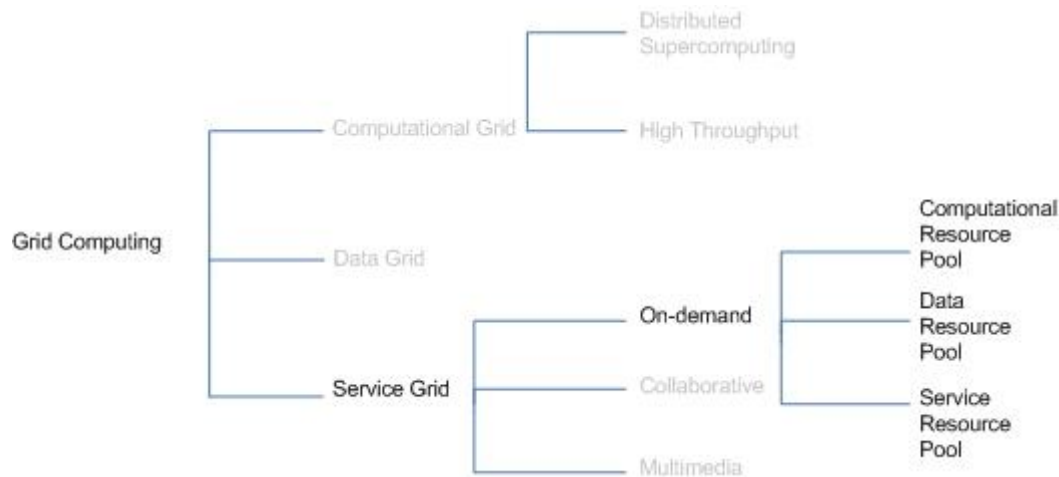 Distributed
Supercomputing
Computational Grid
High Throughput
Grid Computing
Data Grid
Computational
Resource
Pool
On-demand
Data
Resource
Pool
Service Grid
Collaborative
Service
Resource
Pool
Multimedia